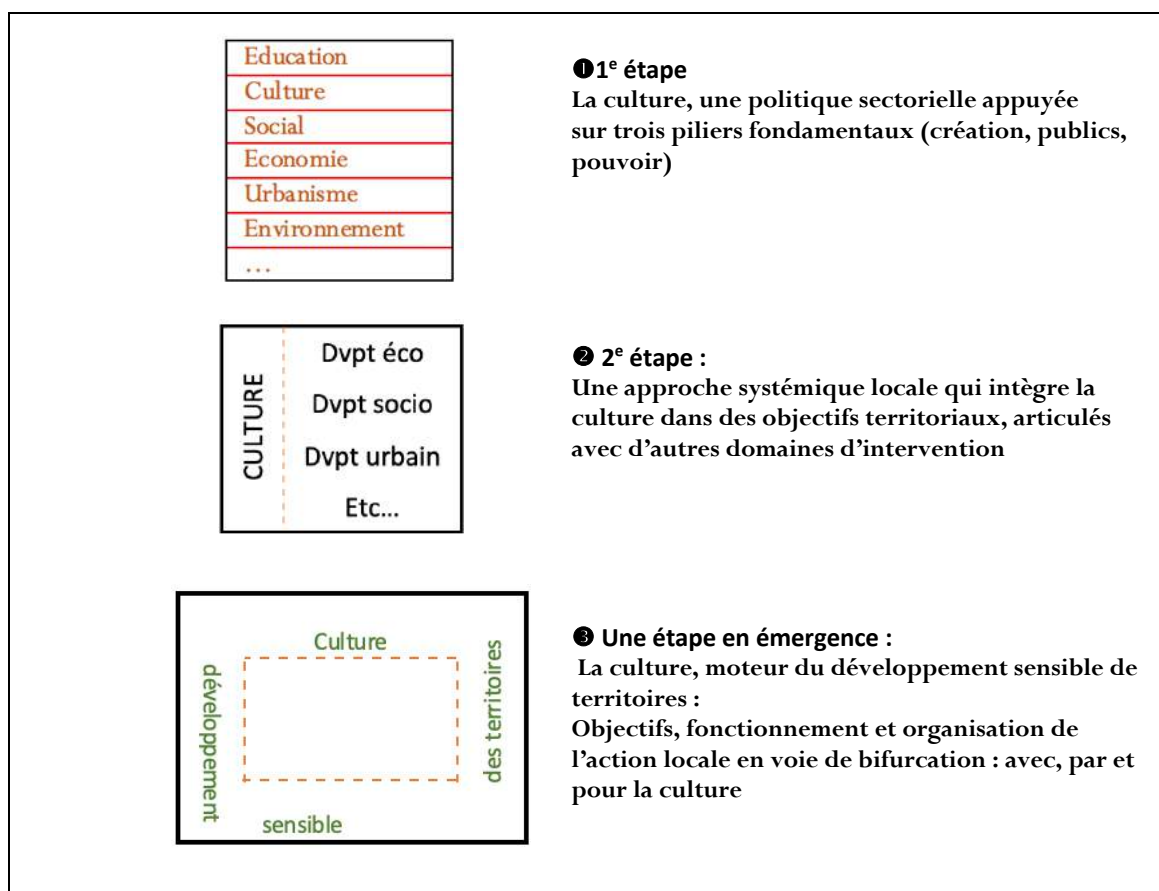 Education
Culture
Social
Economie
Urbanisme
Environnement
...
❶1e étape
La culture, une politique sectorielle appuyée
sur trois piliers fondamentaux (création, publics,
pouvoir)
CULTURE
Dvpt éco
Dvpt socio
Dvpt urbain
Etc...
❷ 2e étape :
Une approche systémique locale qui intègre la
culture dans des objectifs territoriaux, articulés
avec d’autres domaines d’intervention
Culture
développement
sensible
des territoires
❸ Une étape en émergence :
La culture, moteur du développement sensible de
territoires :
Objectifs, fonctionnement et organisation de
l’action locale en voie de bifurcation : avec, par et
pour la culture